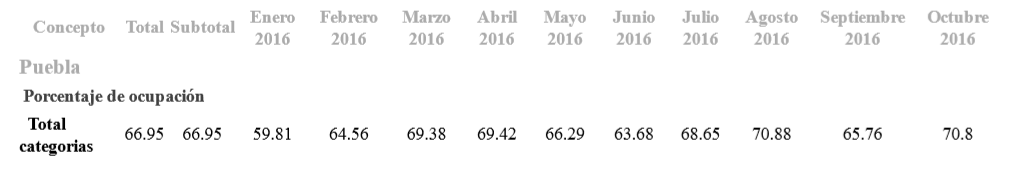 Concepto Total Subtotal Enero 2016 Febrero 2016 Marzo 2016 Abril 2016 Mayo 2016 Junio 2016 Julio 2016 Agosto 2016 Septiembre 2016 Octubre 2016
Puebla
Porcentaje de ocupación
Total categorias 66.95 66.95 59.81 64.56 69.38 69.42 66.29 63.68 68.65 70.88 65.76 70.8